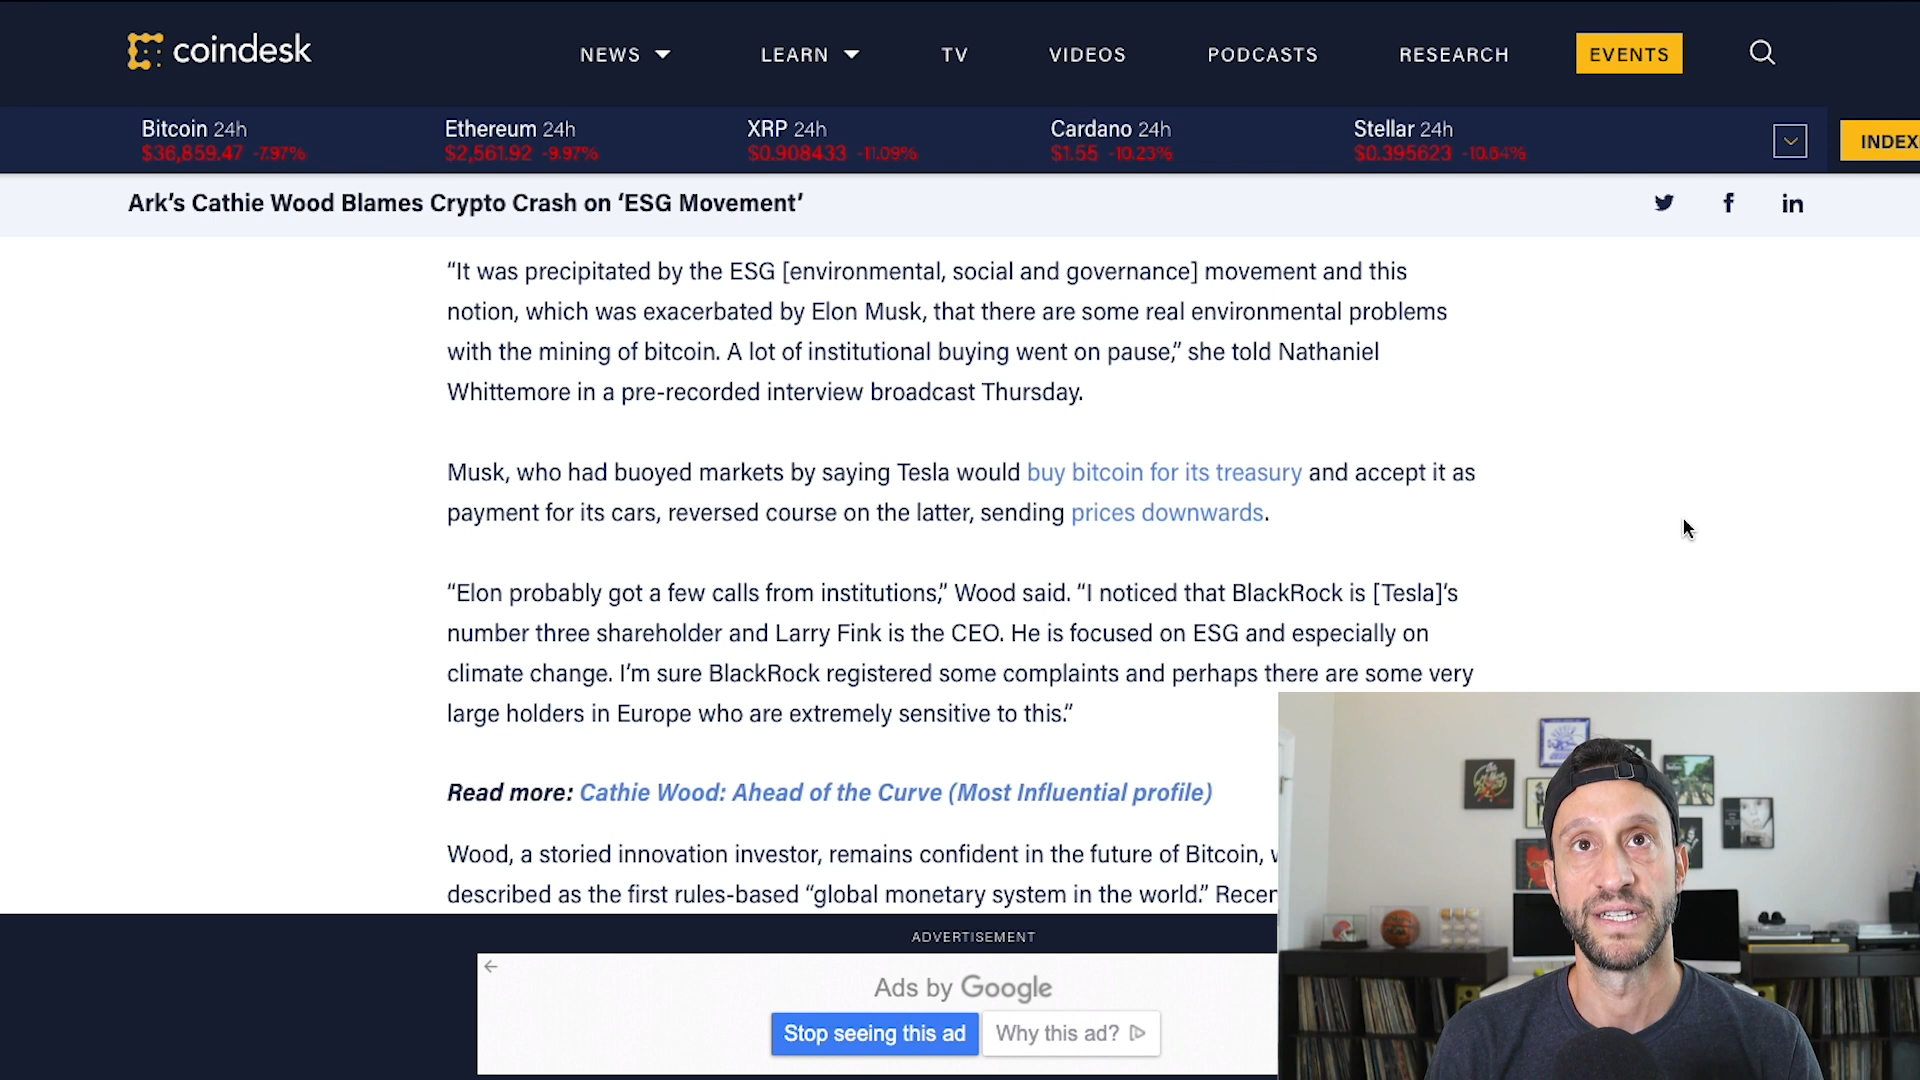 coindesk
NEWS
LEARN
TV
VIDEOS
PODCASTS
RESEARCH
EVENTS
Bitcoin 24h
$36,859.47 -7.97%
Ethereum 24h
$2,561.92 -9.97%
XRP 24h
$0.908433 -11.09%
Cardano 24h
$1.55 -10.23%
Stellar 24h
$0.395623 -10.64%
INDEX
Ark’s Cathie Wood Blames Crypto Crash on ‘ESG Movement’
“It was precipitated by the ESG [environmental, social and governance] movement and this
notion, which was exacerbated by Elon Musk, that there are some real environmental problems
with the mining of bitcoin. A lot of institutional buying went on pause,” she told Nathaniel
Whittemore in a pre-recorded interview broadcast Thursday.
Musk, who had buoyed markets by saying Tesla would buy bitcoin for its treasury and accept it as
payment for its cars, reversed course on the latter, sending prices downwards.
“Elon probably got a few calls from institutions,” Wood said. “I noticed that BlackRock is [Tesla]’s
number three shareholder and Larry Fink is the CEO. He is focused on ESG and especially on
climate change. I’m sure BlackRock registered some complaints and perhaps there are some very
large holders in Europe who are extremely sensitive to this.”
Read more: Cathie Wood: Ahead of the Curve (Most Influential profile)
Wood, a storied innovation investor, remains confident in the future of Bitcoin,
described as the first rules-based “global monetary system in the world.” Recen
ADVERTISEMENT
Ads by Google
Stop seeing this ad
Why this ad?